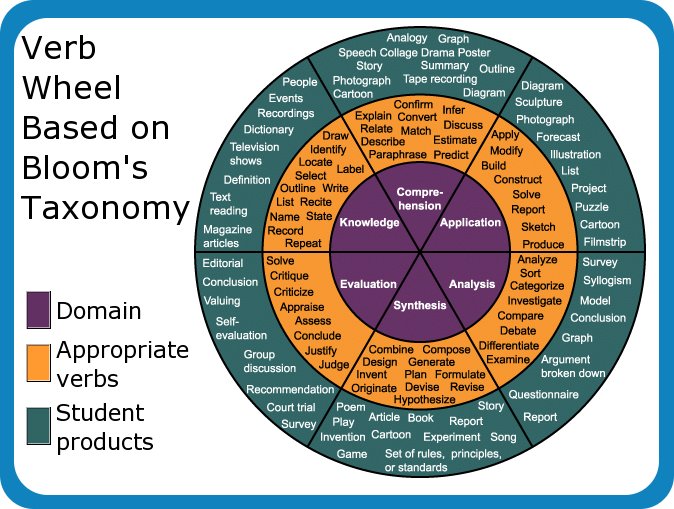 Verb
Wheel
Based on
Bloom's
Taxonomy
Domain
Appropriate
verbs
Student
products
Knowledge
Compre-
hension
Application
Analysis
Synthesis
Evaluation
Draw
Identify
Locate
Label
Select
Outline Write
List Recite
Name State
Record
Repeat
Confirm
Infer
Explain
Convert
Relate
Match
Discuss
Describe
Estimate
Paraphrase
Predict
Apply
Modify
Build
Construct
Solve
Report
Sketch
Produce
Analyze
Sort
Categorize
Investigate
Compare
Debate
Differentiate
Examine
Combine Compose
Design Generate
Invent Plan Formulate
Originate Devise Revise
Hypothesize
Solve
Critique
Criticize
Appraise
Assess
Conclude
Justify
Judge
People
Events
Recordings
Dictionary
Television
shows
Definition
Text
reading
Magazine
articles
Analogy Graph
Speech Collage Drama Poster
Story Summary Outline
Photograph Tape recording
Cartoon Diagram
Diagram
Sculpture
Photograph
Forecast
Illustration
List
Project
Puzzle
Cartoon
Filmstrip
Survey
Syllogism
Model
Conclusion
Graph
Argument
broken down
Questionnaire
Report
Poem Story
Play Article Book Report
Invention Cartoon Experiment Song
Game Set of rules, principles,
or standards
Editorial
Conclusion
Valuing
Self-
evaluation
Group
discussion
Recommendation
Court trial
Survey